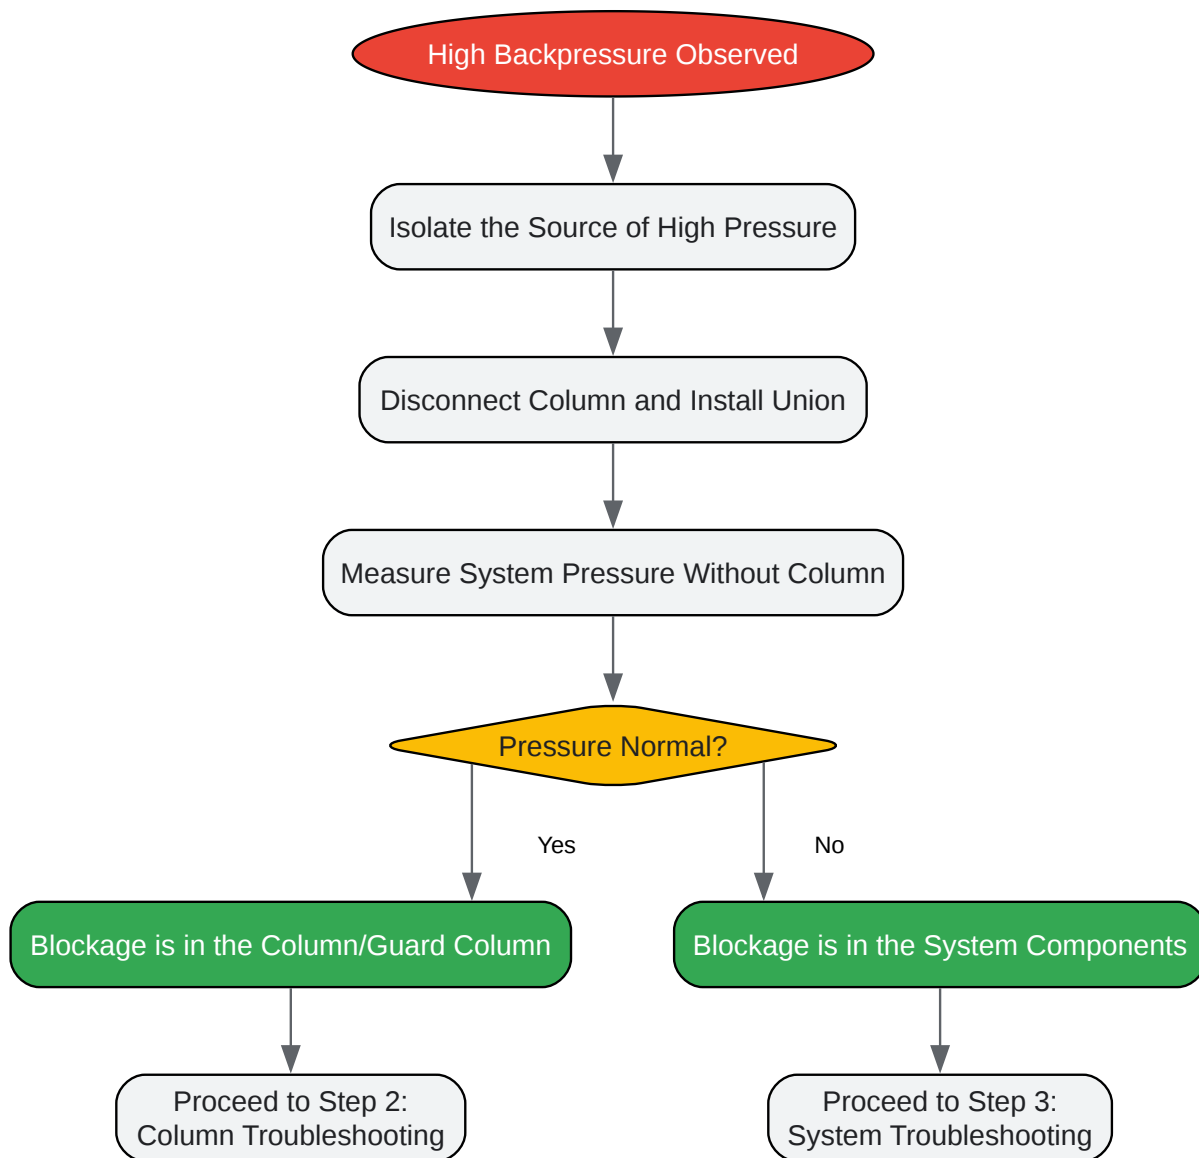 High Backpressure Observed
Isolate the Source of High Pressure
Disconnect Column and Install Union
Measure System Pressure Without Column
Pressure Normal?
Yes
No
Blockage is in the Column/Guard Column
Blockage is in the System Components
Proceed to Step 2:
Column Troubleshooting
Proceed to Step 3:
System Troubleshooting